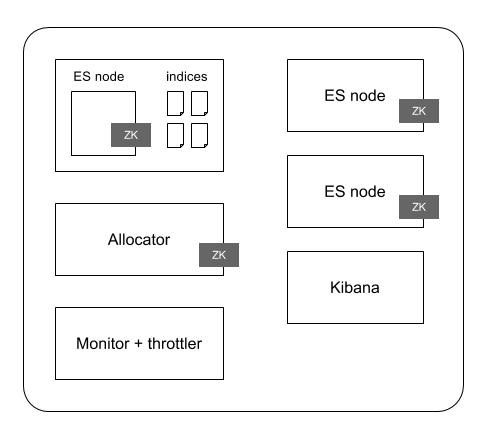 ES node
indices
ZK
ES node
ZK
ES node
ZK
Allocator
ZK
Kibana
Monitor + throttler